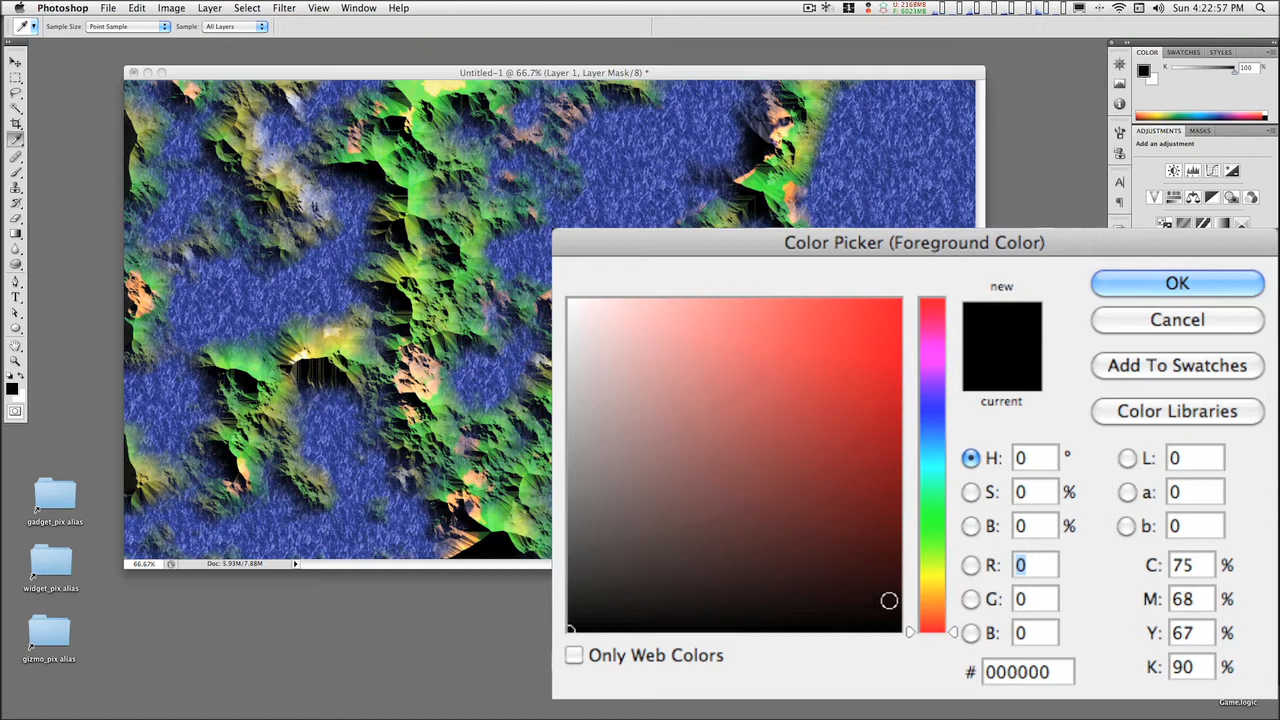 Photoshop File Edit Image Layer Select Filter View Window Help U: 2168MB F: 6021MB Sun 4:22:57 PM
Sample Size: Point Sample Sample: All Layers
Untitled-1 @ 66.7% (Layer 1, Layer Mask/8) *
COLOR SWATCHES STYLES
K 100 %
ADJUSTMENTS MASKS
Add an adjustment
Color Picker (Foreground Color)
new
current
OK
Cancel
Add To Swatches
Color Libraries
H: 0 ° L: 0
S: 0 % a: 0
B: 0 % b: 0
R: 0 C: 75 %
G: 0 M: 68 %
B: 0 Y: 67 %
# 000000 K: 90 %
Only Web Colors
66.67% Doc: 5.93M/7.88M
gadget_pix alias
widget_pix alias
gizmo_pix alias
Game.logic